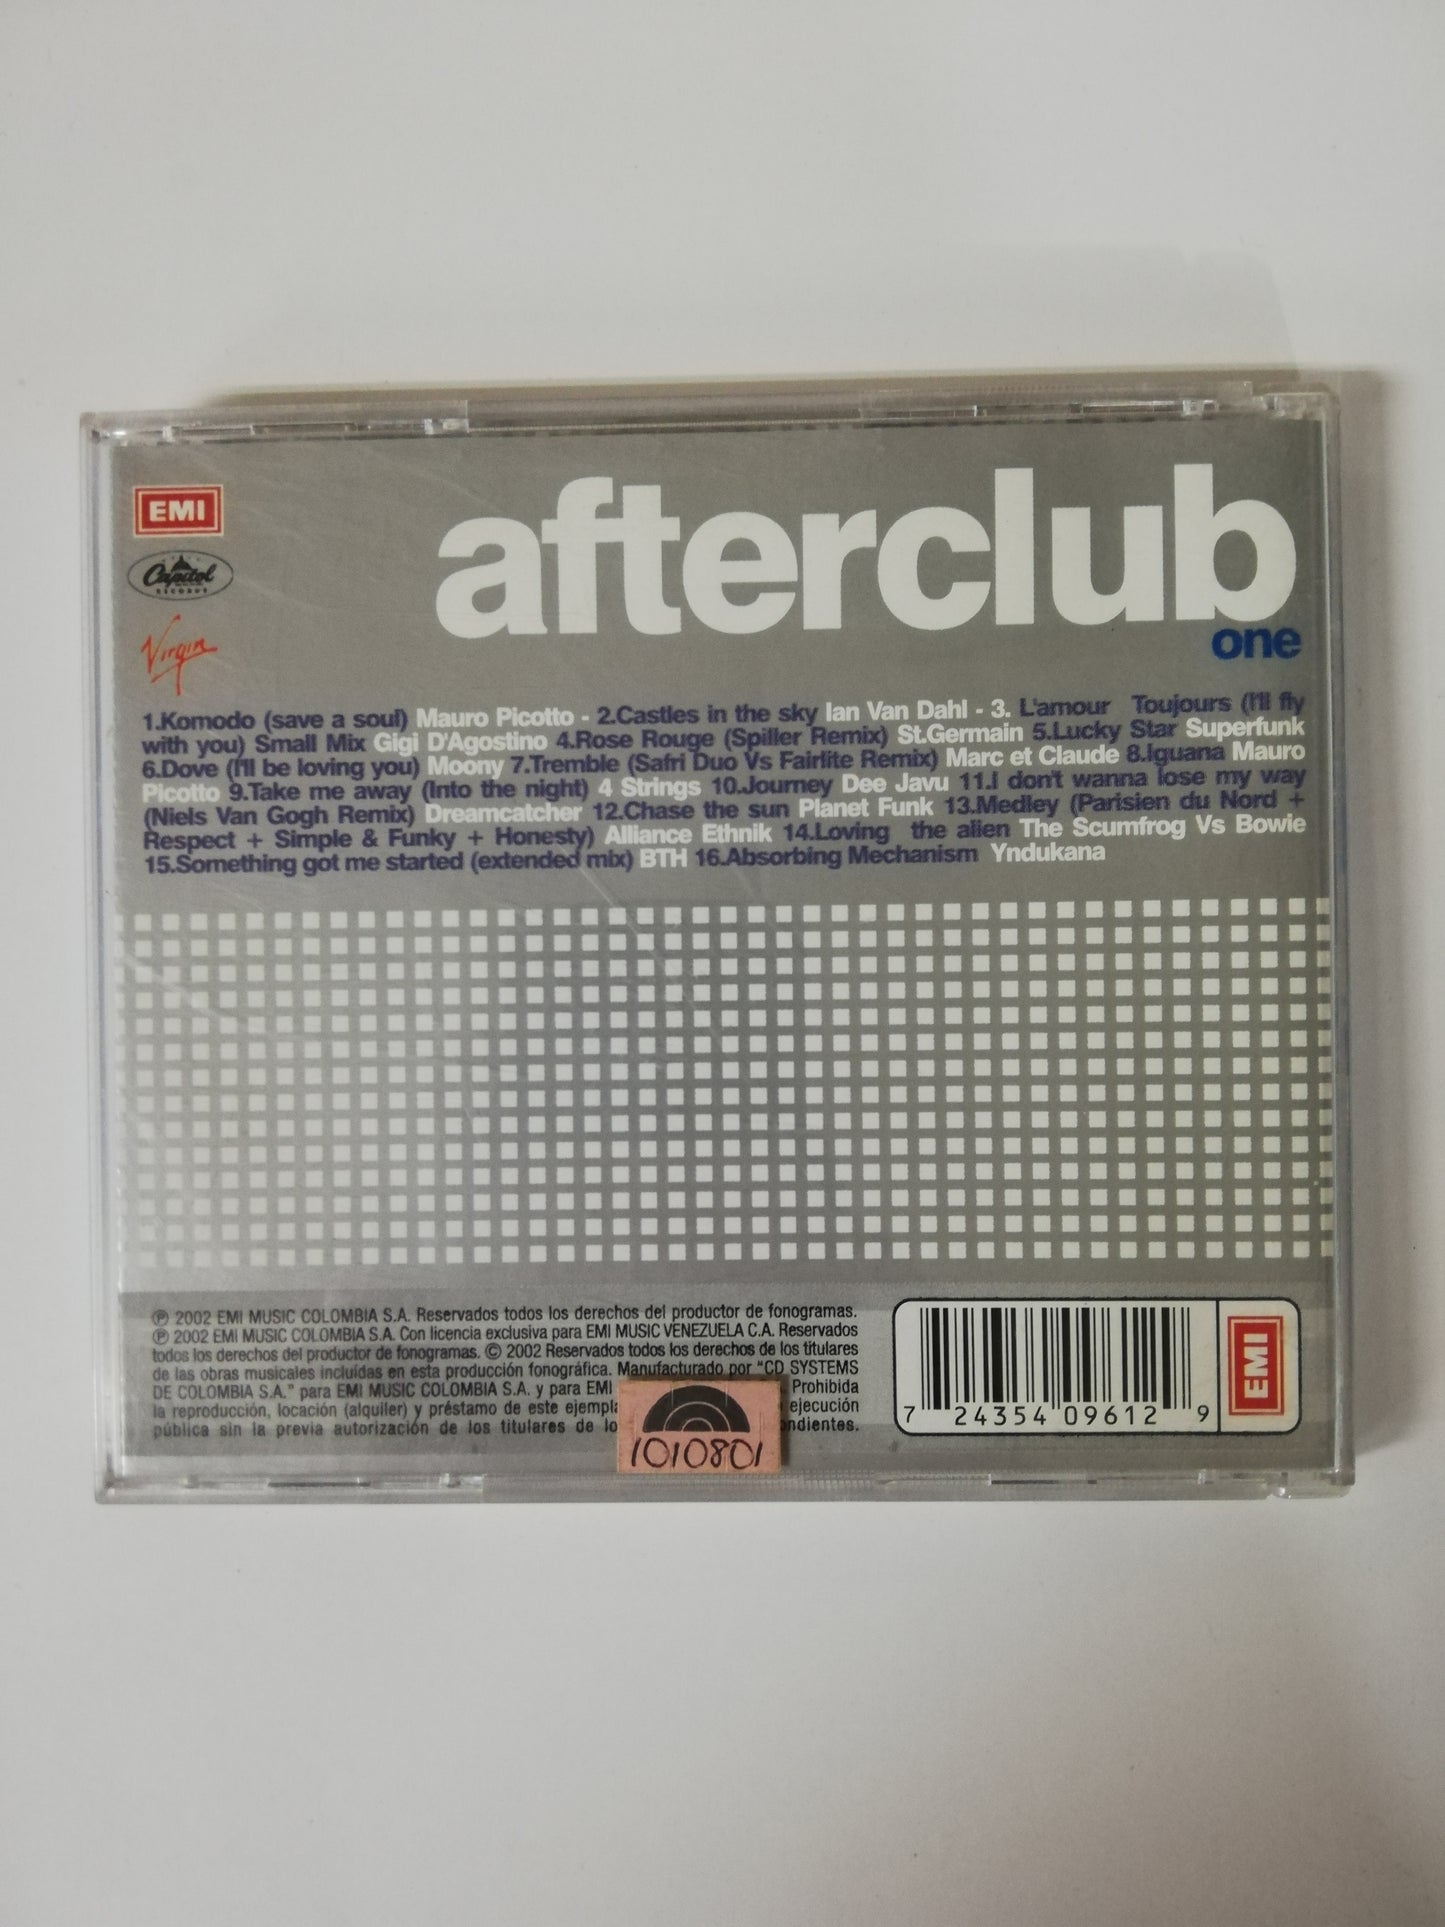 EMI
Capitol
RECORDS
Virgin
afterclub
one
1.Komodo (save a soul) Mauro Picotto - 2.Castles in the sky Ian Van Dahl - 3. L'amour Toujours (I'll fly
with you) Small Mix Gigi D'Agostino 4.Rose Rouge (Spiller Remix) St.Germain 5.Lucky Star Superfunk
6.Dove (I'll be loving you) Moony 7.Tremble (Safri Duo Vs Fairlite Remix) Marc et Claude 8.Iguana Mauro
Picotto 9.Take me away (Into the night) 4 Strings 10.Journey Dee Javu 11.I don't wanna lose my way
(Niels Van Gogh Remix) Dreamcatcher 12.Chase the sun Planet Funk 13.Medley (Parisien du Nord +
Respect + Simple & Funky + Honesty) Alliance Ethnik 14.Loving the alien The Scumfrog Vs Bowie
15.Something got me started (extended mix) BTH 16.Absorbing Mechanism Yndukana
℗ 2002 EMI MUSIC COLOMBIA S.A. Reservados todos los derechos del productor de fonogramas.
℗ 2002 EMI MUSIC COLOMBIA S.A. Con licencia exclusiva para EMI MUSIC VENEZUELA C.A. Reservados
todos los derechos del productor de fonogramas. © 2002 Reservados todos los derechos de los titulares
de las obras musicales incluídas en esta producción fonográfica. Manufacturado por "CD SYSTEMS
DE COLOMBIA S.A." para EMI MUSIC COLOMBIA S.A. y para EMI Prohibida
la reproducción, locación (alquiler) y préstamo de este ejempla ejecución
pública sin la previa autorización de los titulares de lo ndientes.
1010801
7 24354 09612 9
EMI